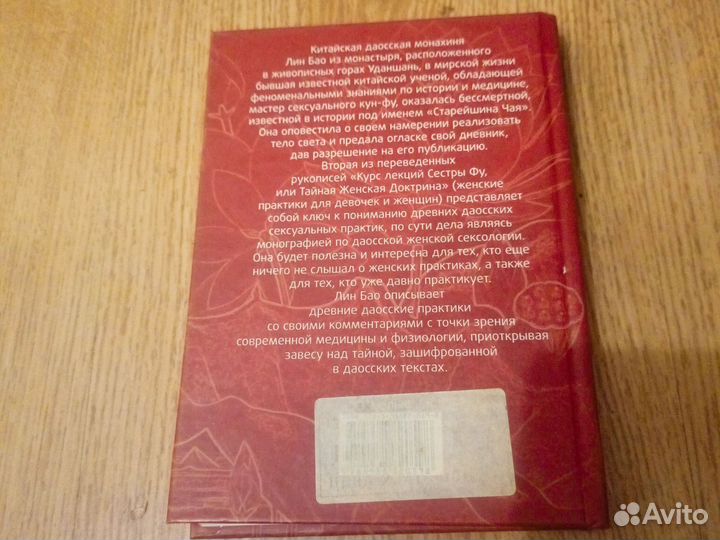 Китайская даосская монахиня
Лин Бао из монастыря, расположенного
в живописных горах Уданшань, в мирской жизни
бывшая известной китайской ученой, обладающей
феноменальными знаниями по истории и медицине,
мастер сексуального кун-фу, оказалась бессмертной,
известной в истории под именем «Старейшина Чая».
Она оповестила о своем намерении реализовать
тело света и предала огласке свой дневник,
дав разрешение на его публикацию.
Вторая из переведенных
рукописей «Курс лекций Сестры Фу,
или Тайная Женская Доктрина» (женские
практики для девочек и женщин) представляет
собой ключ к пониманию древних даосских
сексуальных практик, по сути дела являясь
монографией по даосской женской сексологии.
Она будет полезна и интересна для тех, кто еще
ничего не слышал о женских практиках, а также
для тех, кто уже давно практикует.
Лин Бао описывает
древние даосские практики
со своими комментариями с точки зрения
современной медицины и физиологии, приоткрывая
завесу над тайной, зашифрованной
в даосских текстах.
Avito